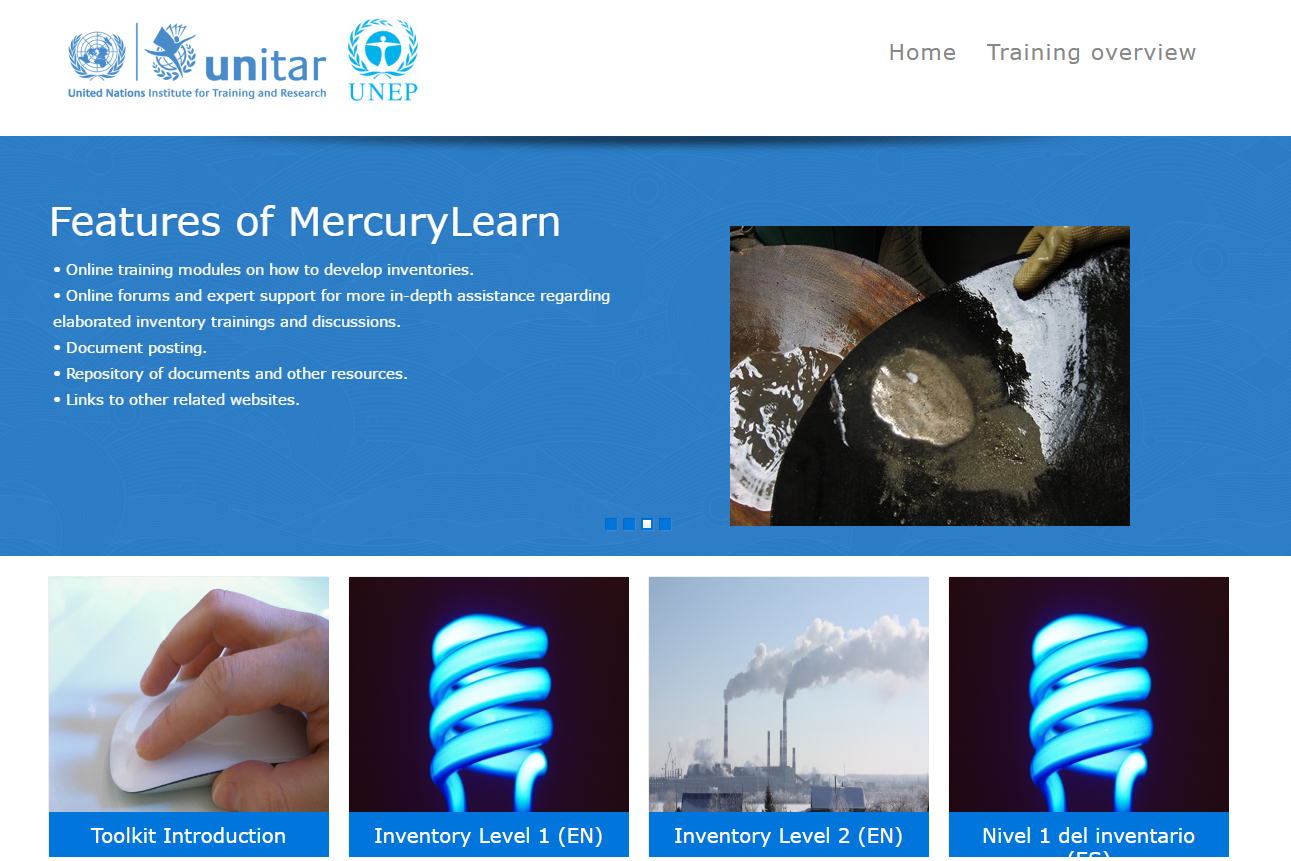 unitar
United Nations Institute for Training and Research
UNEP
Home
Training overview
Features of MercuryLearn
• Online training modules on how to develop inventories.
• Online forums and expert support for more in-depth assistance regarding
elaborated inventory trainings and discussions.
• Document posting.
• Repository of documents and other resources.
• Links to other related websites.
Toolkit Introduction
Inventory Level 1 (EN)
Inventory Level 2 (EN)
Nivel 1 del inventario
(ES)